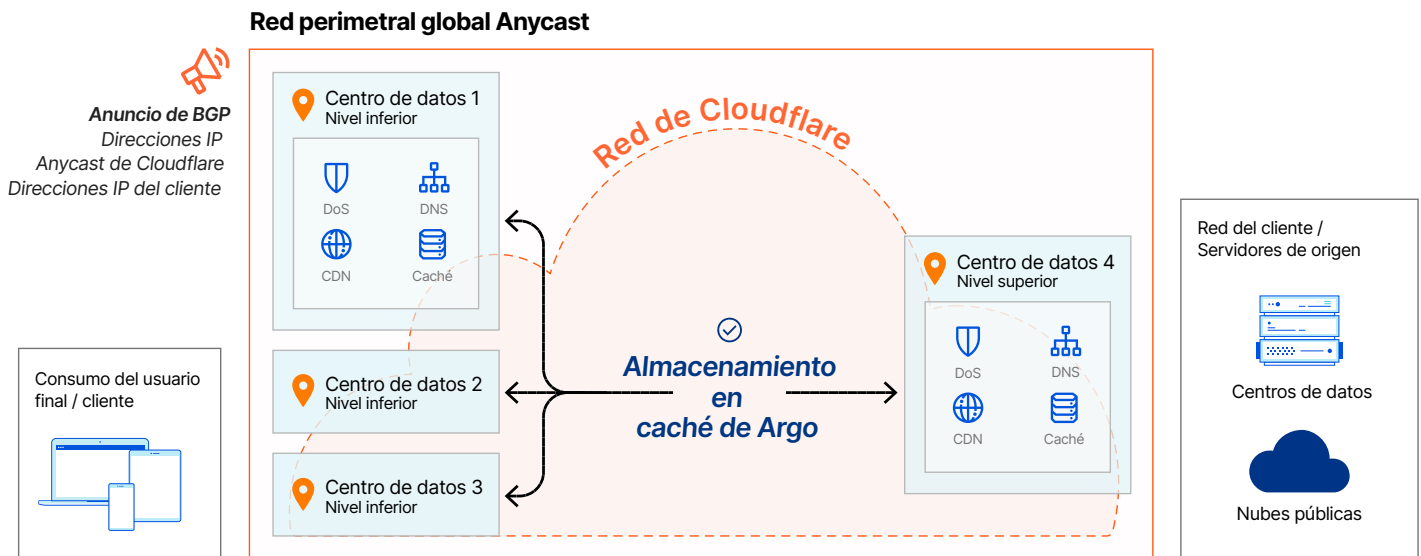 Red perimetral global Anycast
Anuncio de BGP
Direcciones IP
Anycast de Cloudflare
Direcciones IP del cliente
Centro de datos 1
Nivel inferior
DoS
DNS
CDN
Caché
Red de Cloudflare
Centro de datos 2
Nivel inferior
Centro de datos 3
Nivel inferior
Almacenamiento
en
caché de Argo
Centro de datos 4
Nivel superior
DoS
DNS
CDN
Caché
Consumo del usuario
final / cliente
Red del cliente /
Servidores de origen
Centros de datos
Nubes públicas